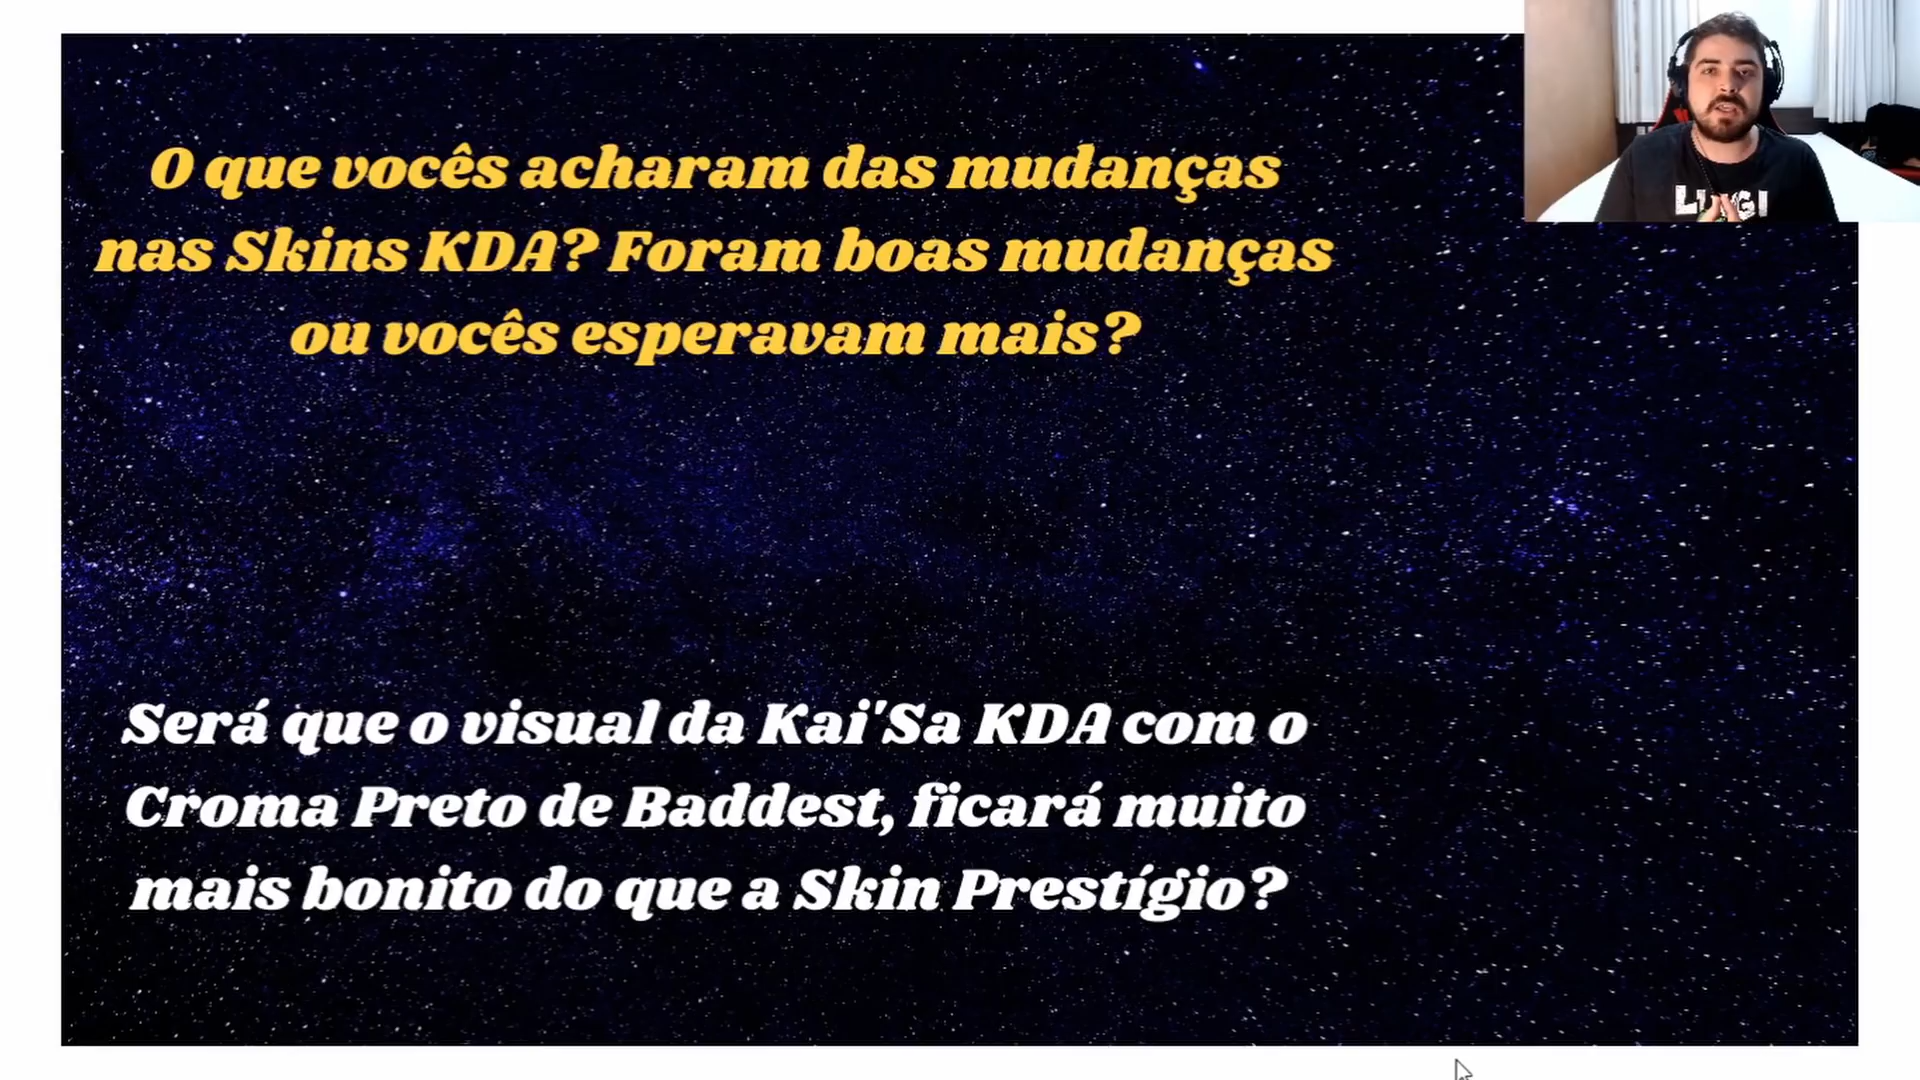 O que vocês acharam das mudanças
nas Skins KDA? Foram boas mudanças
ou vocês esperavam mais?
Será que o visual da Kai'Sa KDA com o
Croma Preto de Baddest, ficará muito
mais bonito do que a Skin Prestígio?